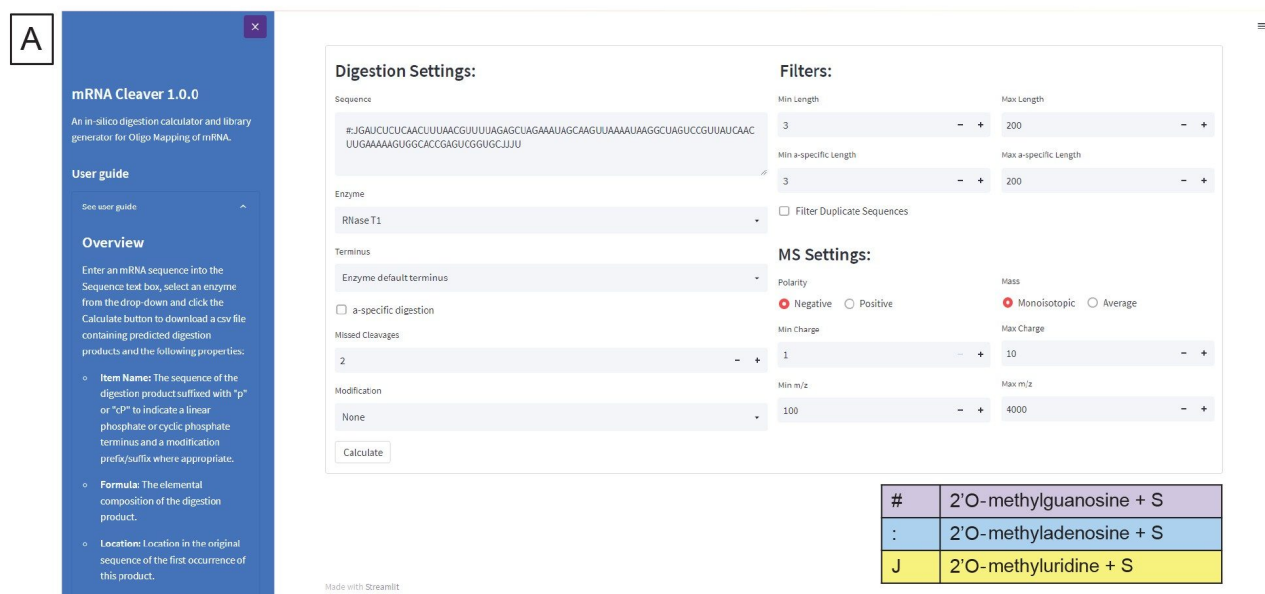 A
×
mRNA Cleaver 1.0.0
An in-silico digestion calculator and library
generator for Oligo Mapping of mRNA.
User guide
See user guide
Overview
Enter an mRNA sequence into the
Sequence text box, select an enzyme
from the drop-down and click the
Calculate button to download a csv file
containing predicted digestion
products and the following properties:
Item Name: The sequence of the
digestion product suffixed with "p"
or "cP" to indicate a linear
phosphate or cyclic phosphate
terminus and a modification
prefix/suffix where appropriate.
Formula: The elemental
composition of the digestion
product.
Location: Location in the original
sequence of the first occurrence of
this product.
Digestion Settings:
Sequence
#:JGAUCUCUCAACUUUAACGUUUUAGAGCUAGAAAUAGCAAGUUAAAAUAAGGCUAGUCCGUUAUCAAC
UUGAAAAAGUGGCACCGAGUCGGUGCJJJU
Enzyme
RNase T1
Terminus
Enzyme default terminus
a-specific digestion
Missed Cleavages
2 - +
Modification
None
Calculate
Filters:
Min Length Max Length
3 - + 200 - +
Min a-specific Length Max a-specific Length
3 - + 200 - +
Filter Duplicate Sequences
MS Settings:
Polarity Mass
Negative Positive Monoisotopic Average
Min Charge Max Charge
1 - + 10 - +
Min m/z Max m/z
100 - + 4000 - +
# 2'O-methylguanosine + S
: 2'O-methyladenosine + S
J 2'O-methyluridine + S
Made with Streamlit